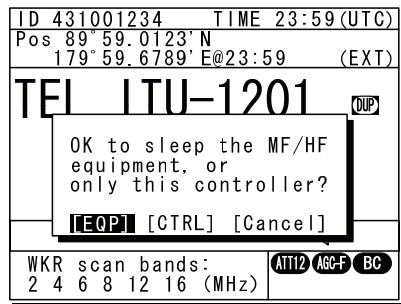 ID 431001234 TIME 23:59(UTC)
Pos 89°59.0123'N
179°59.6789'E@23:59 (EXT)
TEL ITU-1201 DUP
OK to sleep the MF/HF
equipment, or
only this controller?
[EQP] [CTRL] [Cancel]
WKR scan bands: ATT12 AGC-F BC
2 4 6 8 12 16 (MHz)